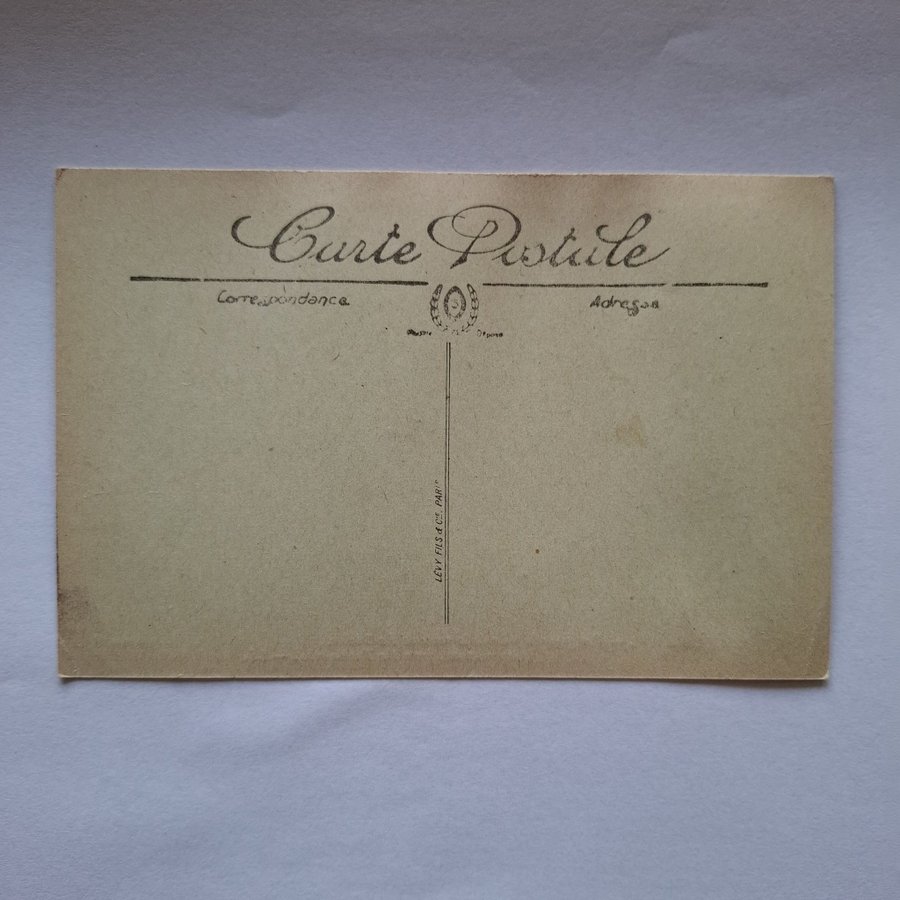 Carte Postale
Correspondance
Adresse
LÉVY FILS & Cie, PARIS